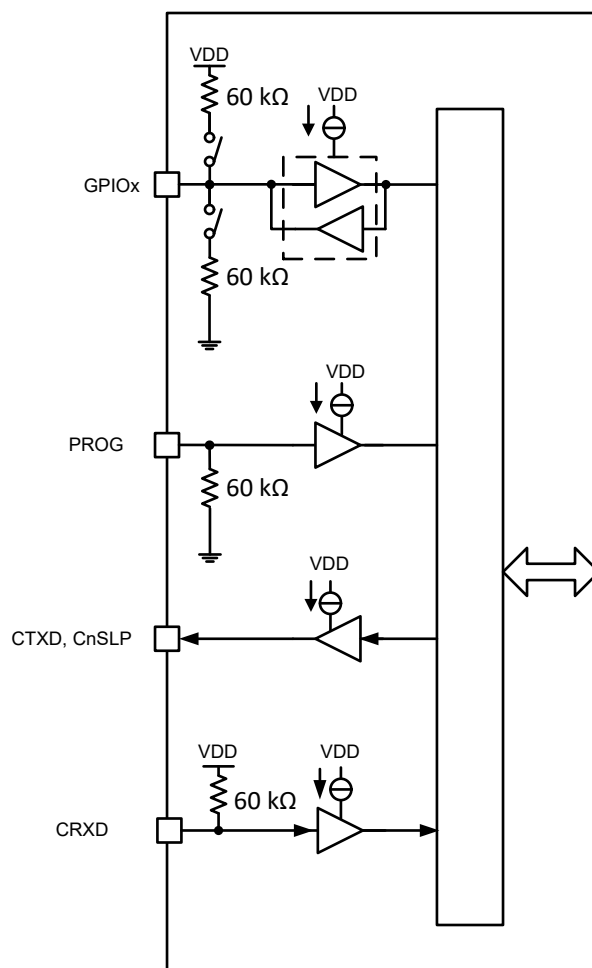 VDD
60 kΩ
VDD
GPIOx
60 kΩ
VDD
PROG
60 kΩ
VDD
CTXD, CnSLP
VDD
VDD
60 kΩ
CRXD